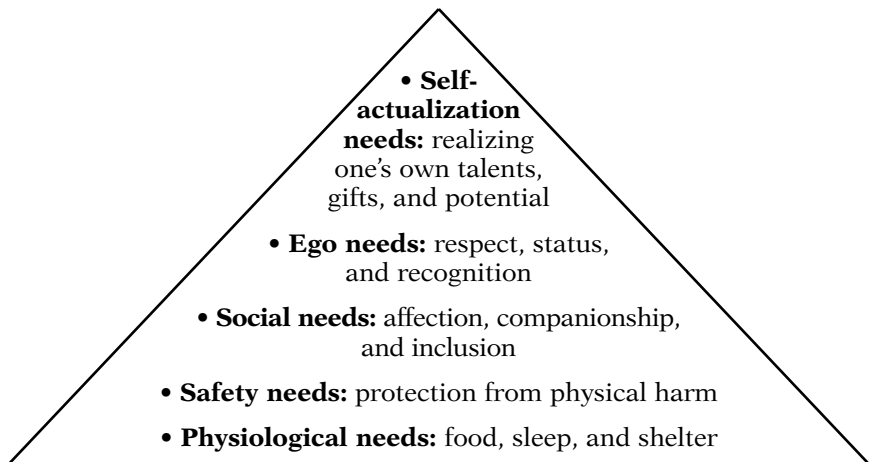 • Self-
actualization
needs: realizing
one’s own talents,
gifts, and potential
• Ego needs: respect, status,
and recognition
• Social needs: affection, companionship,
and inclusion
• Safety needs: protection from physical harm
• Physiological needs: food, sleep, and shelter